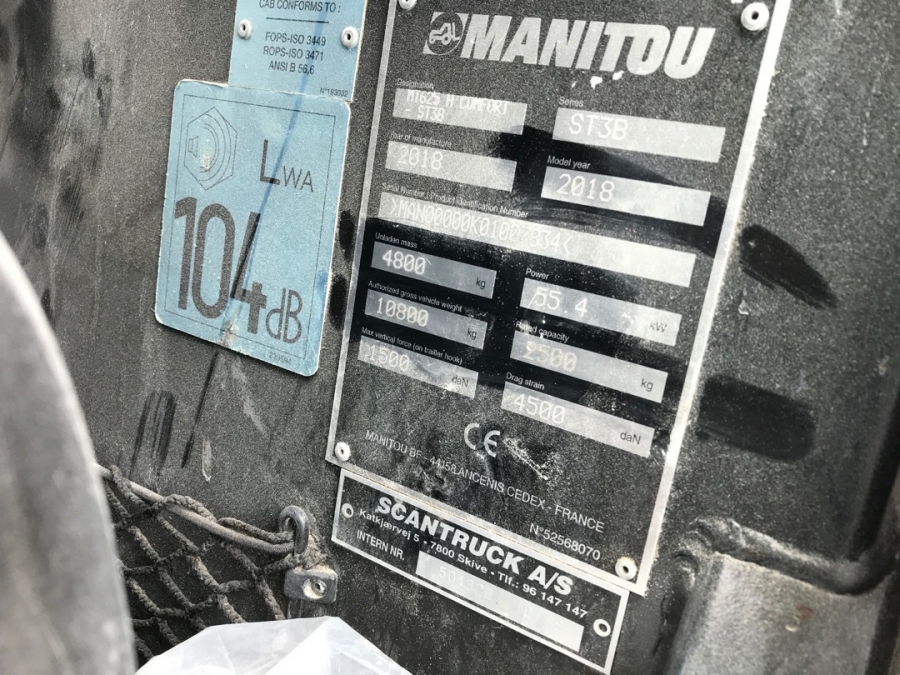 CAB CONFORMS TO :
FOPS-ISO 3449
ROPS-ISO 3471
ANSI B 56,6
N°183032
LWA
104dB
MANITOU
Designation
MT625 H COMFORT
- ST3B
Series
ST3B
Year of manufacture
2018
Model year
2018
Serial Number / Product Identification Number
Unladen mass
4800 kg
Power
55.4 kW
Authorized gross vehicle weight
10800 kg
Rated capacity
2500 kg
Max vertical force (on trailler hook)
1500 daN
Drag strain
4500 daN
CE
MANITOU BF - 44158 ANCENIS CEDEX - FRANCE
N°52568070
SCANTRUCK A/S
Katkjærvej 5 - 7800 Skive - Tlf.: 96 147 147
INTERN NR.